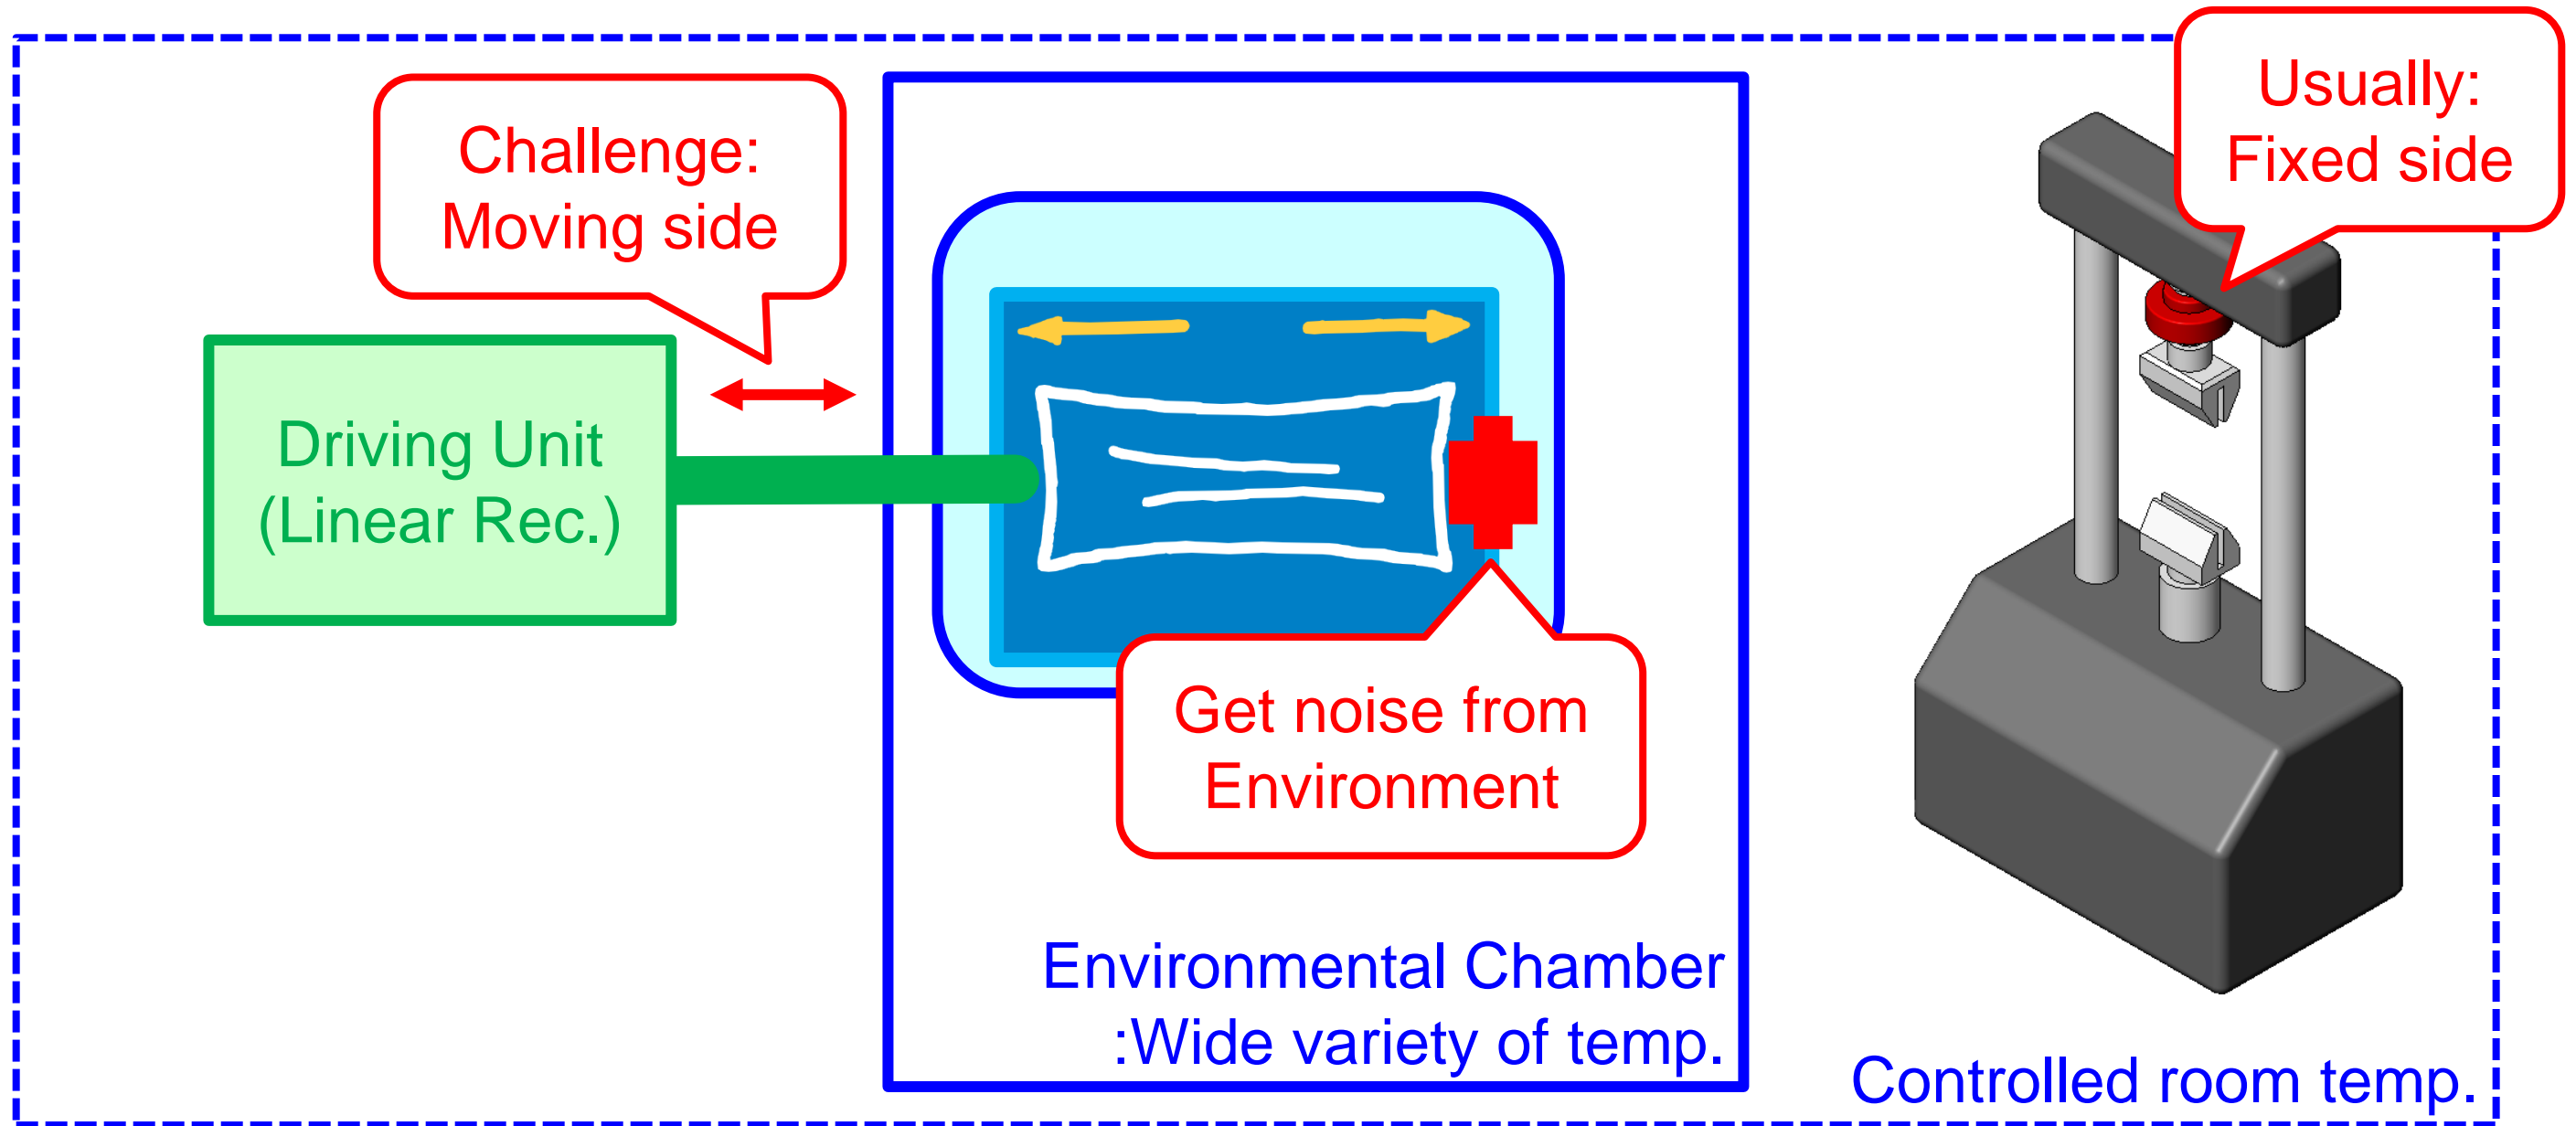 Usually:
Fixed side
Challenge:
Moving side
Driving Unit
(Linear Rec.)
Get noise from
Environment
Environmental Chamber
:Wide variety of temp.
Controlled room temp.